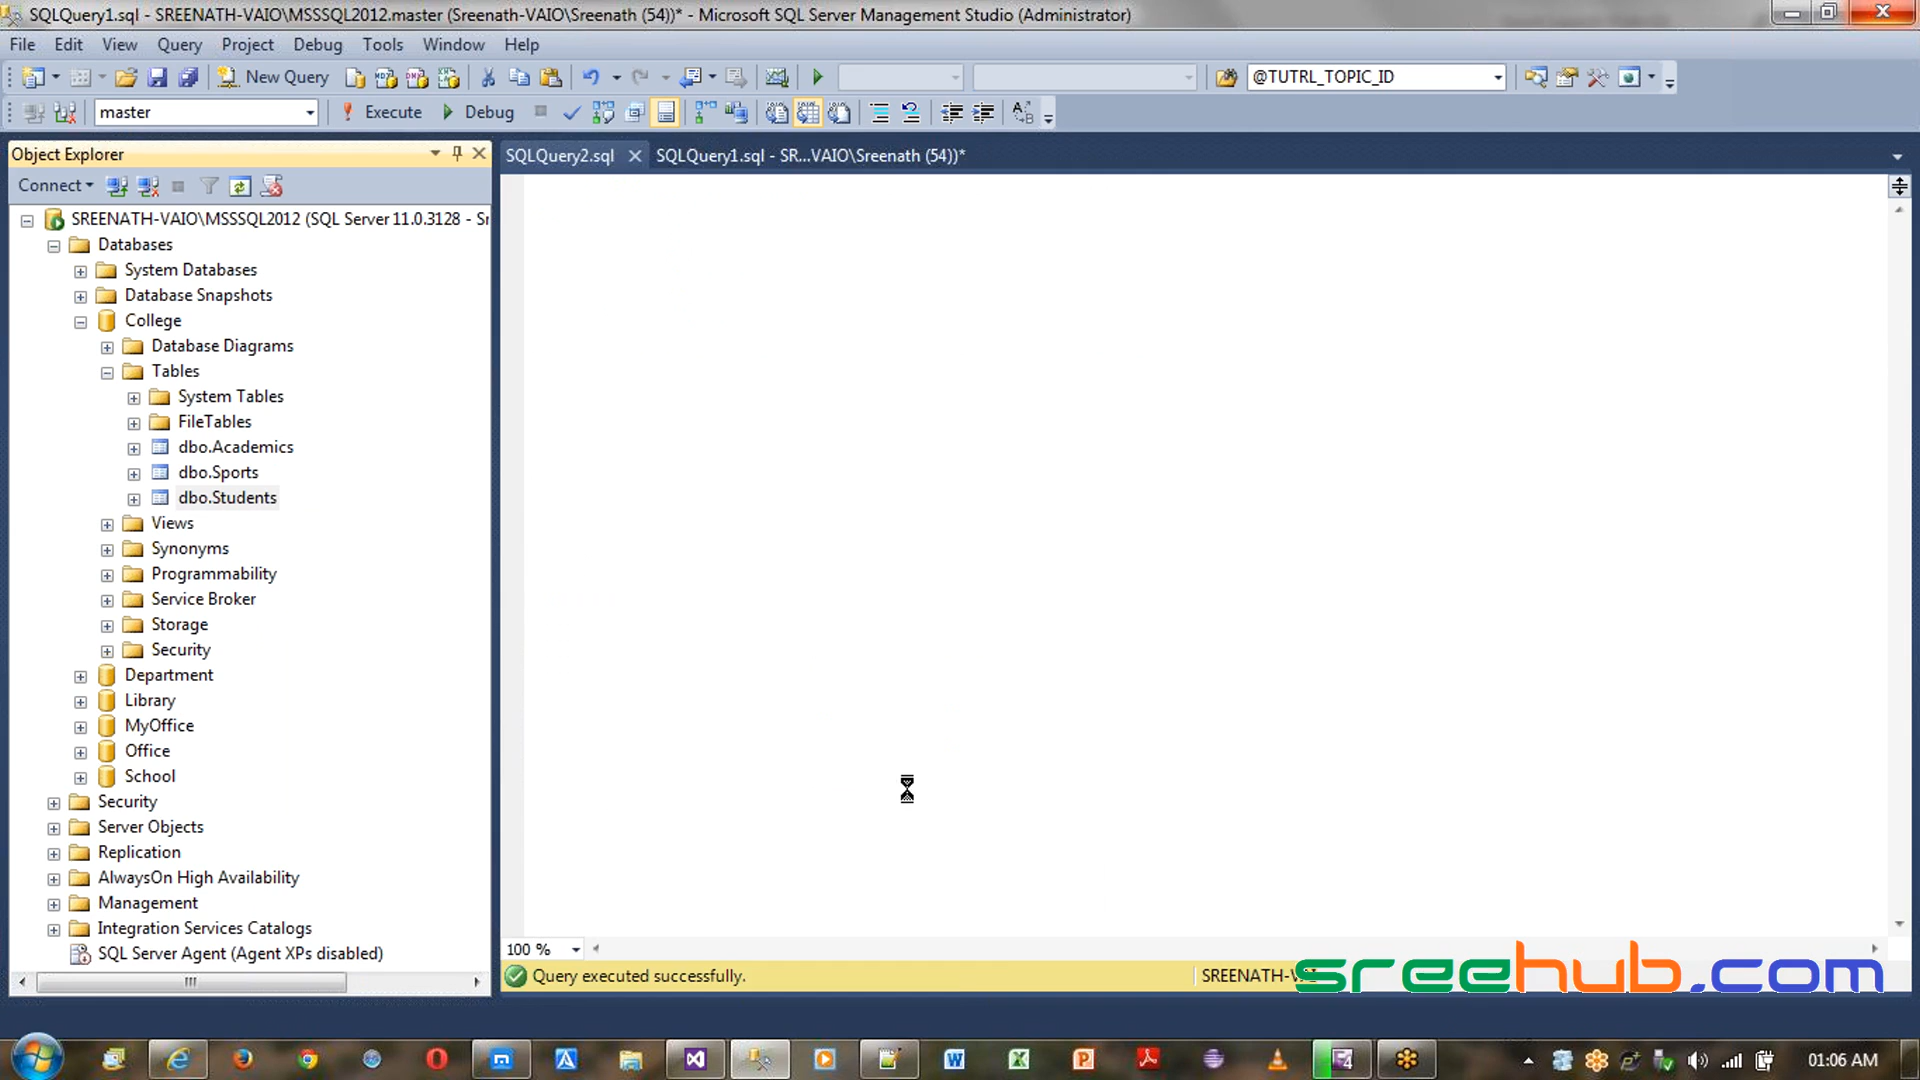 SQLQuery1.sql - SREENATH-VAIO\MSSSQL2012.master (Sreenath-VAIO\Sreenath (54))* - Microsoft SQL Server Management Studio (Administrator)
File Edit View Query Project Debug Tools Window Help
New Query @TUTRL_TOPIC_ID
master Execute Debug
Object Explorer
SQLQuery2.sql SQLQuery1.sql - SR...VAIO\Sreenath (54))*
Connect
SREENATH-VAIO\MSSSQL2012 (SQL Server 11.0.3128 - Sr
Databases
System Databases
Database Snapshots
College
Database Diagrams
Tables
System Tables
FileTables
dbo.Academics
dbo.Sports
dbo.Students
Views
Synonyms
Programmability
Service Broker
Storage
Security
Department
Library
MyOffice
Office
School
Security
Server Objects
Replication
AlwaysOn High Availability
Management
Integration Services Catalogs
SQL Server Agent (Agent XPs disabled)
100 %
Query executed successfully. SREENATH-VAI
sreehub.com
01:06 AM